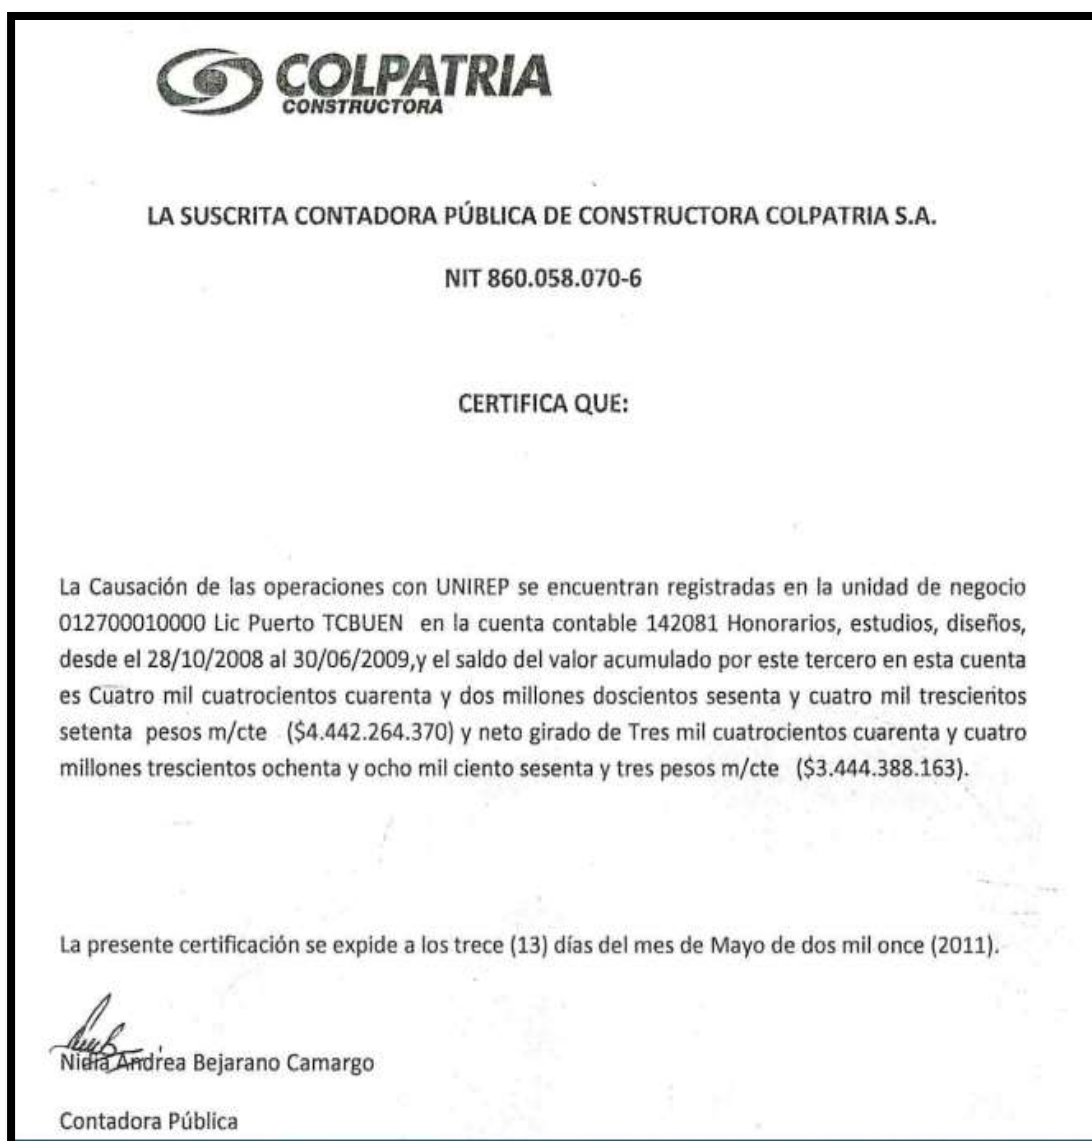 COLPATRIA
CONSTRUCTORA
LA SUSCRITA CONTADORA PÚBLICA DE CONSTRUCTORA COLPATRIA S.A.
NIT 860.058.070-6
CERTIFICA QUE:
La Causación de las operaciones con UNIREP se encuentran registradas en la unidad de negocio
012700010000 Lic Puerto TCBUEN en la cuenta contable 142081 Honorarios, estudios, diseños,
desde el 28/10/2008 al 30/06/2009,y el saldo del valor acumulado por este tercero en esta cuenta
es Cuatro mil cuatrocientos cuarenta y dos millones doscientos sesenta y cuatro mil trescientos
setenta pesos m/cte ($4.442.264.370) y neto girado de Tres mil cuatrocientos cuarenta y cuatro
millones trescientos ochenta y ocho mil ciento sesenta y tres pesos m/cte ($3.444.388.163).
La presente certificación se expide a los trece (13) días del mes de Mayo de dos mil once (2011).
Nidia Andrea Bejarano Camargo
Contadora Pública